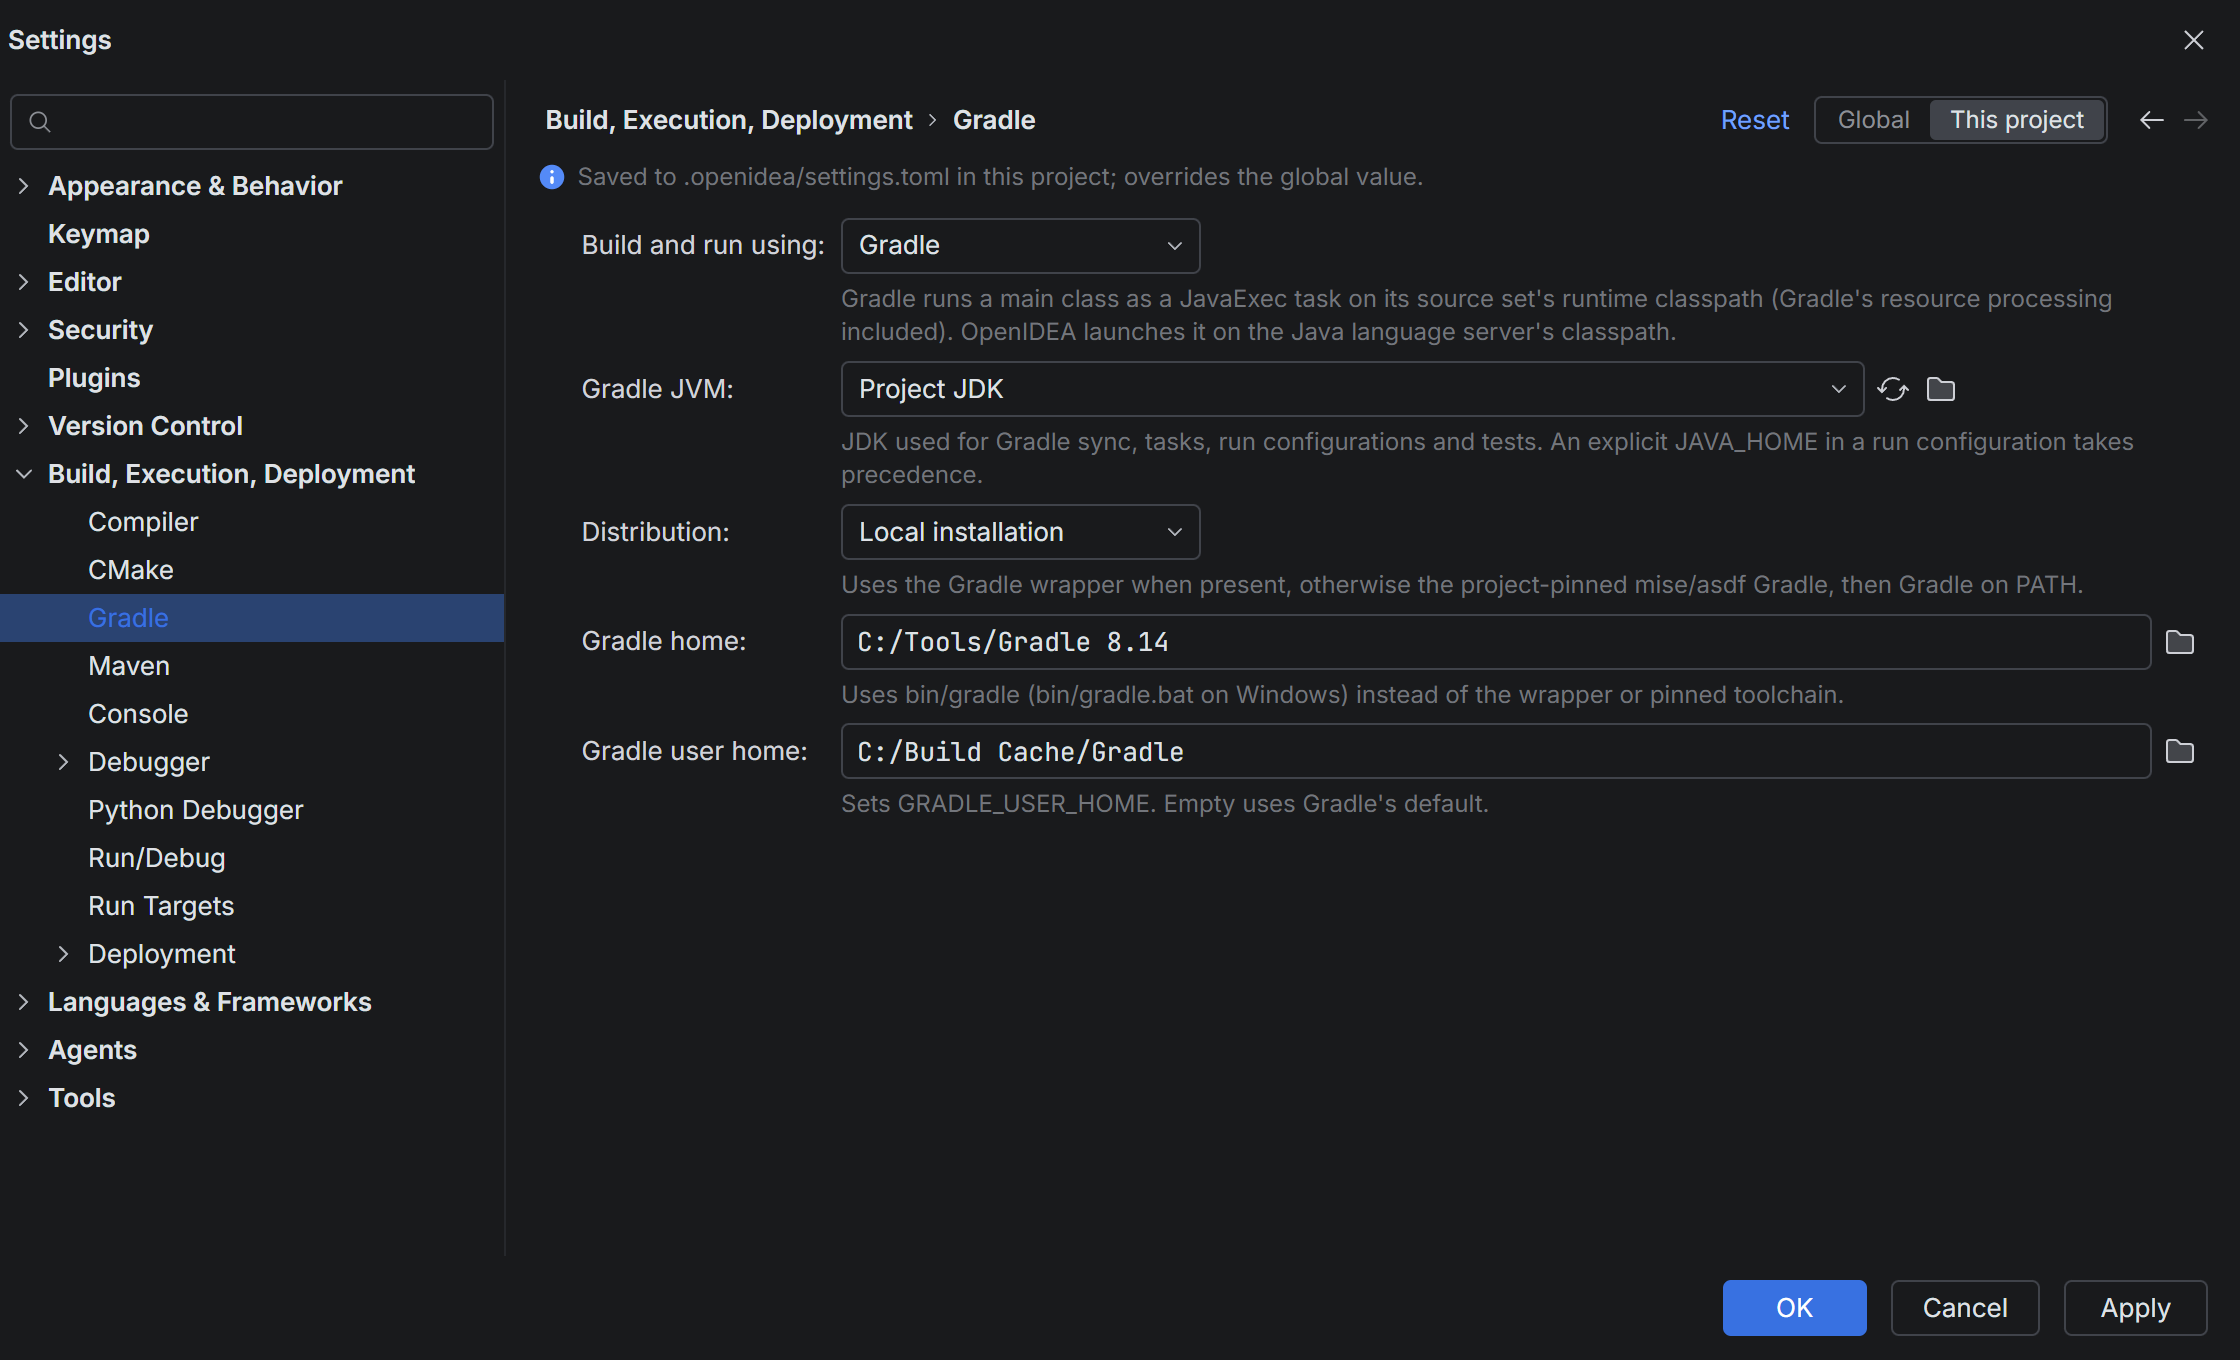 Settings
Appearance & Behavior
Keymap
Editor
Security
Plugins
Version Control
Build, Execution, Deployment
Compiler
CMake
Gradle
Maven
Console
Debugger
Python Debugger
Run/Debug
Run Targets
Deployment
Languages & Frameworks
Agents
Tools
Build, Execution, Deployment › Gradle
Reset Global This project
Saved to .openidea/settings.toml in this project; overrides the global value.
Build and run using: Gradle
Gradle runs a main class as a JavaExec task on its source set's runtime classpath (Gradle's resource processing
included). OpenIDEA launches it on the Java language server's classpath.
Gradle JVM: Project JDK
JDK used for Gradle sync, tasks, run configurations and tests. An explicit JAVA_HOME in a run configuration takes
precedence.
Distribution: Local installation
Uses the Gradle wrapper when present, otherwise the project-pinned mise/asdf Gradle, then Gradle on PATH.
Gradle home: C:/Tools/Gradle 8.14
Uses bin/gradle (bin/gradle.bat on Windows) instead of the wrapper or pinned toolchain.
Gradle user home: C:/Build Cache/Gradle
Sets GRADLE_USER_HOME. Empty uses Gradle's default.
OK Cancel Apply